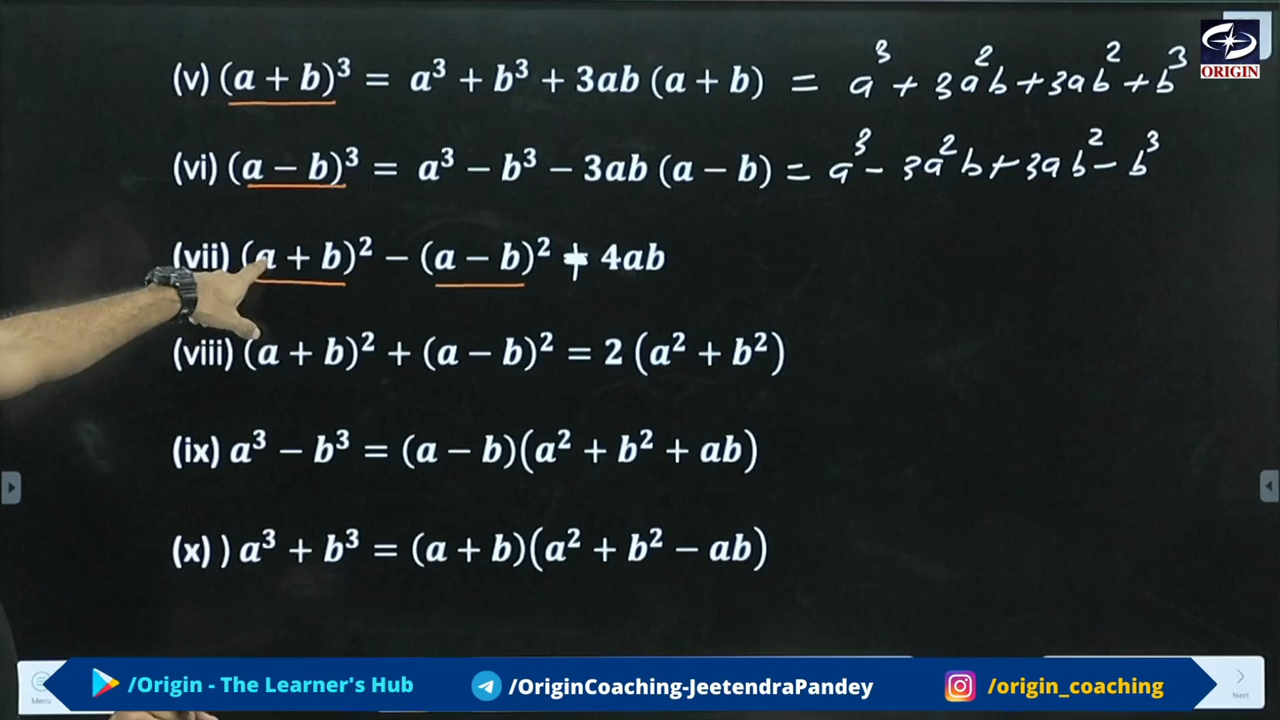 ORIGIN
(v) (a + b)³ = a³ + b³ + 3ab (a + b) = a³ + 3a²b + 3ab² + b³
(vi) (a − b)³ = a³ − b³ − 3ab (a − b) = a³ − 3a²b + 3ab² − b³
(vii) (a + b)² − (a − b)² + 4ab
(viii) (a + b)² + (a − b)² = 2 (a² + b²)
(ix) a³ − b³ = (a − b)(a² + b² + ab)
(x) ) a³ + b³ = (a + b)(a² + b² − ab)
Menu
/Origin - The Learner's Hub
/OriginCoaching-JeetendraPandey
/origin_coaching
Next